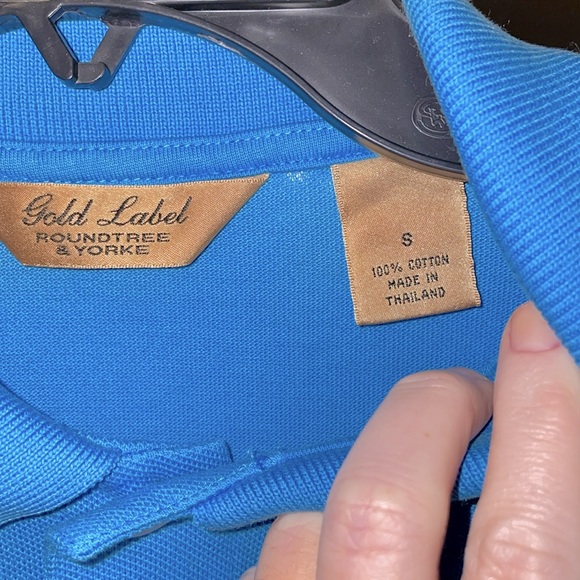 Gold Label
ROUNDTREE
& YORKE
S
100% COTTON
MADE IN
THAILAND